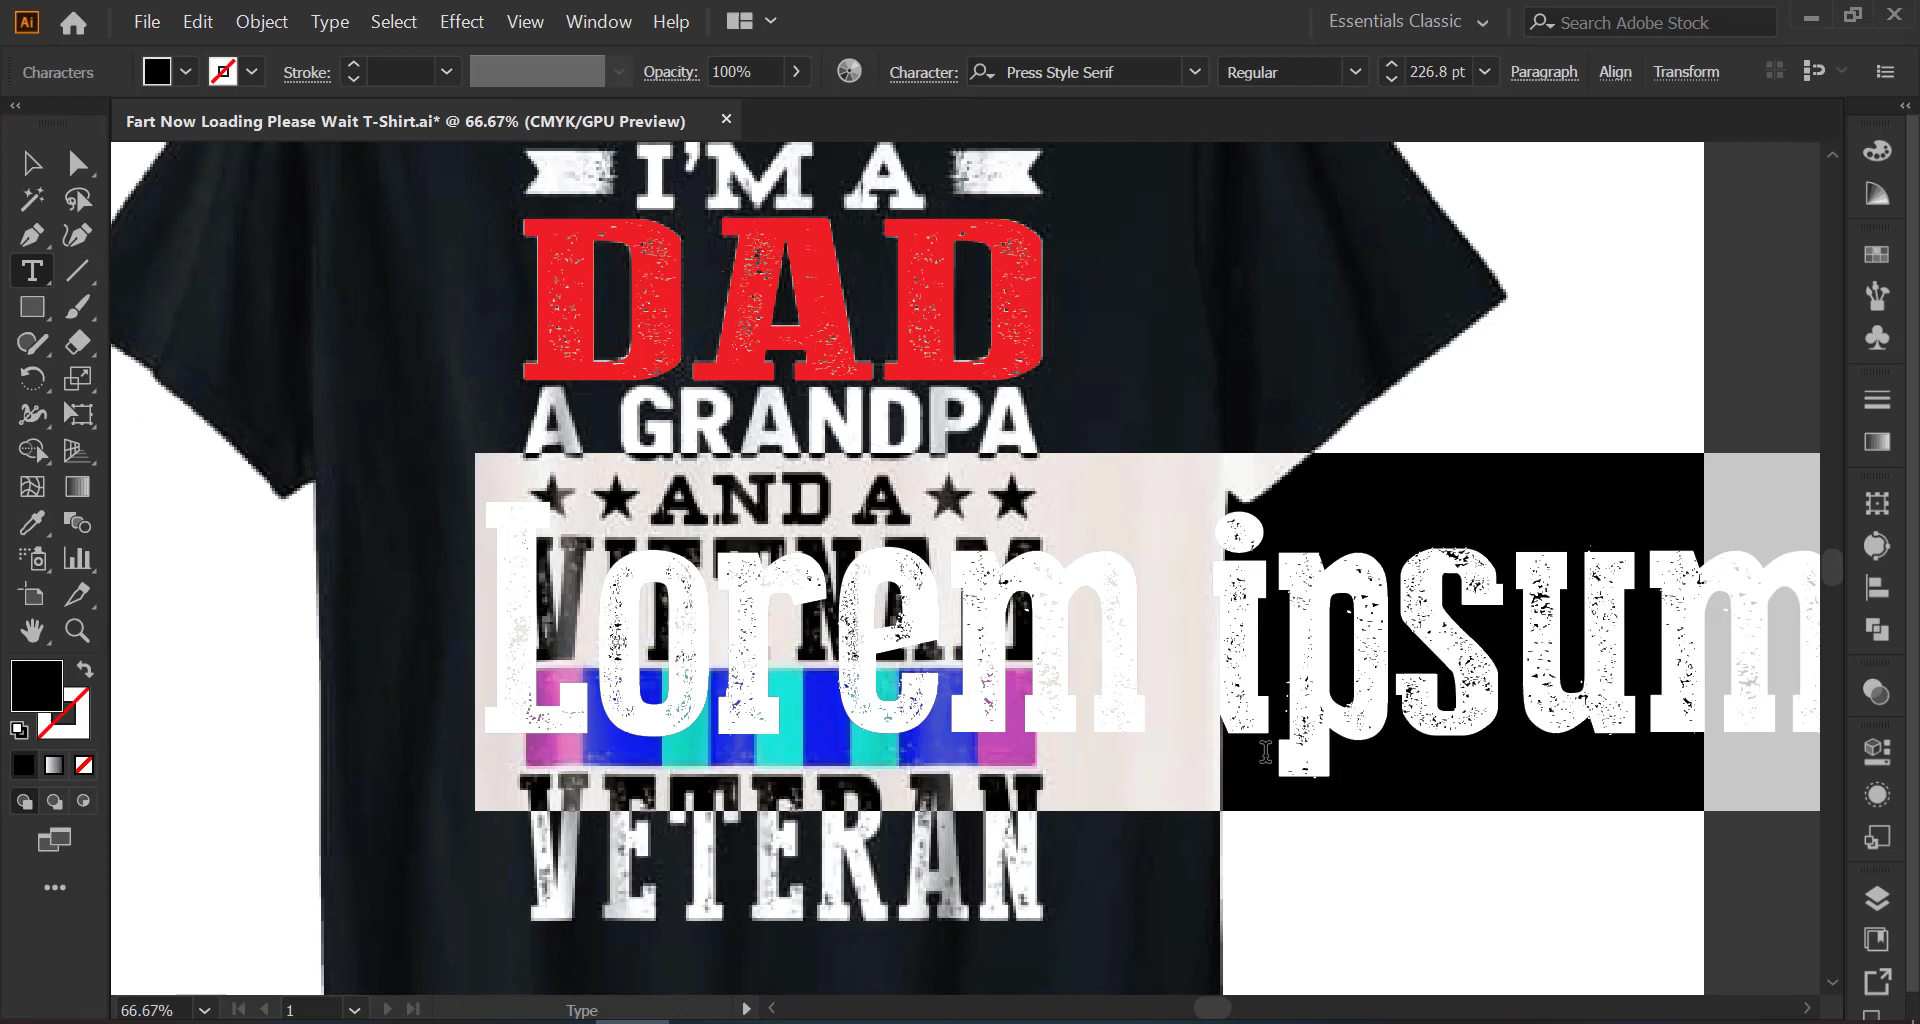 Ai File Edit Object Type Select Effect View Window Help Essentials Classic Search Adobe Stock
Characters Stroke: Opacity: 100% Character: Press Style Serif Regular 226.8 pt Paragraph Align Transform
Fart Now Loading Please Wait T-Shirt.ai* @ 66.67% (CMYK/GPU Preview)
I'M A
DAD
A GRANDPA
AND A
VIETNAM
Lorem ipsum
VETERAN
66.67% 1 Type